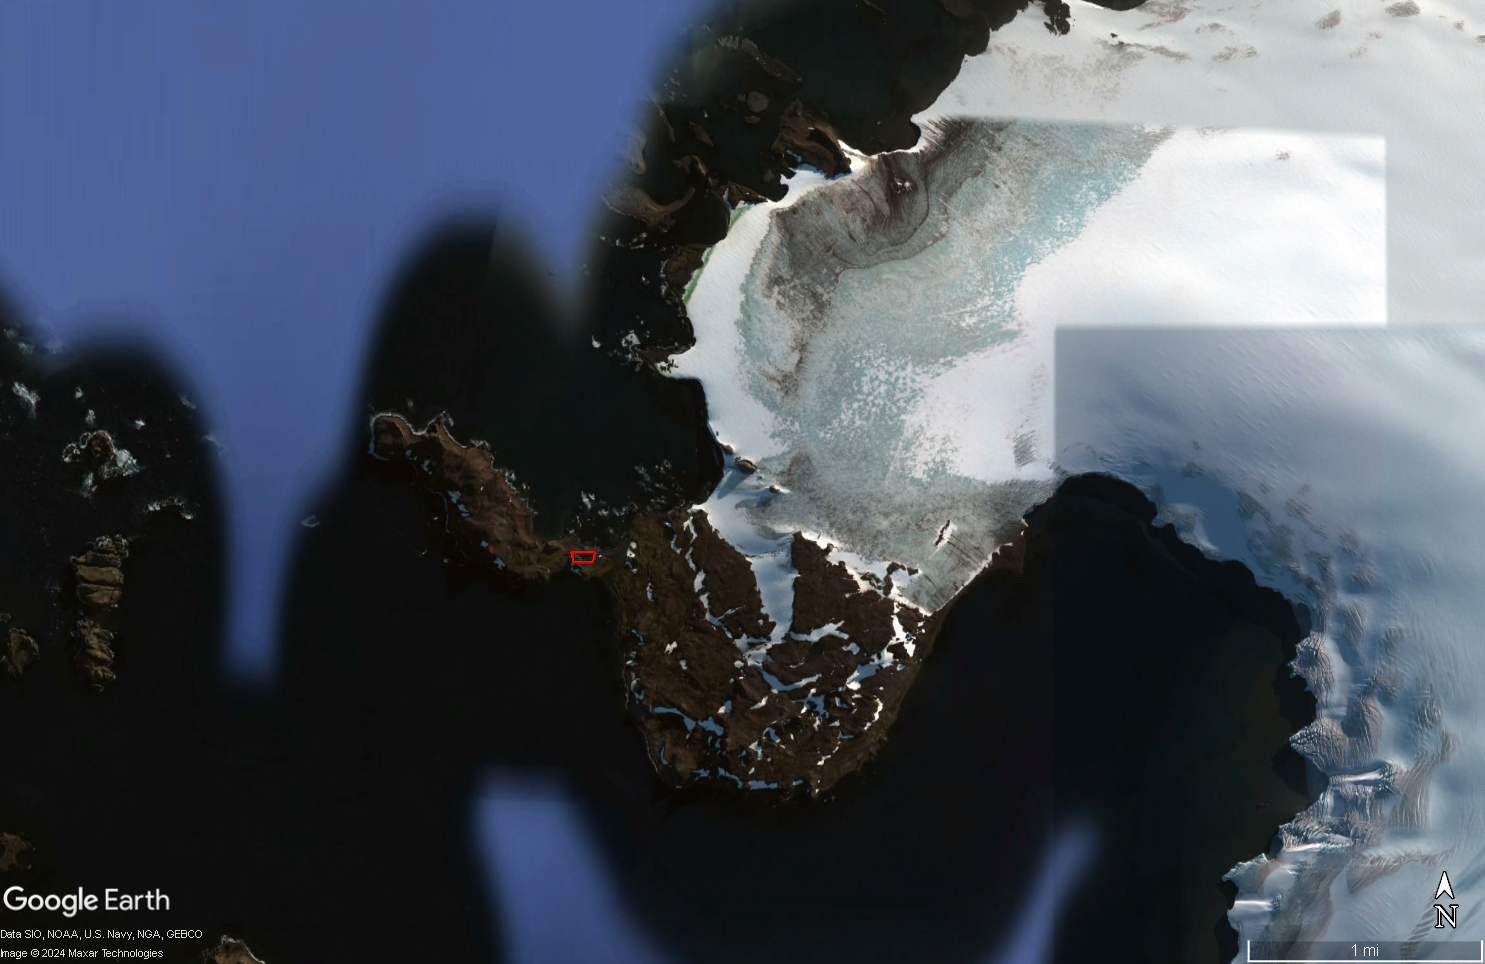 Google Earth
Data SIO, NOAA, U.S. Navy, NGA, GEBCO
Image © 2024 Maxar Technologies
N
1 mi